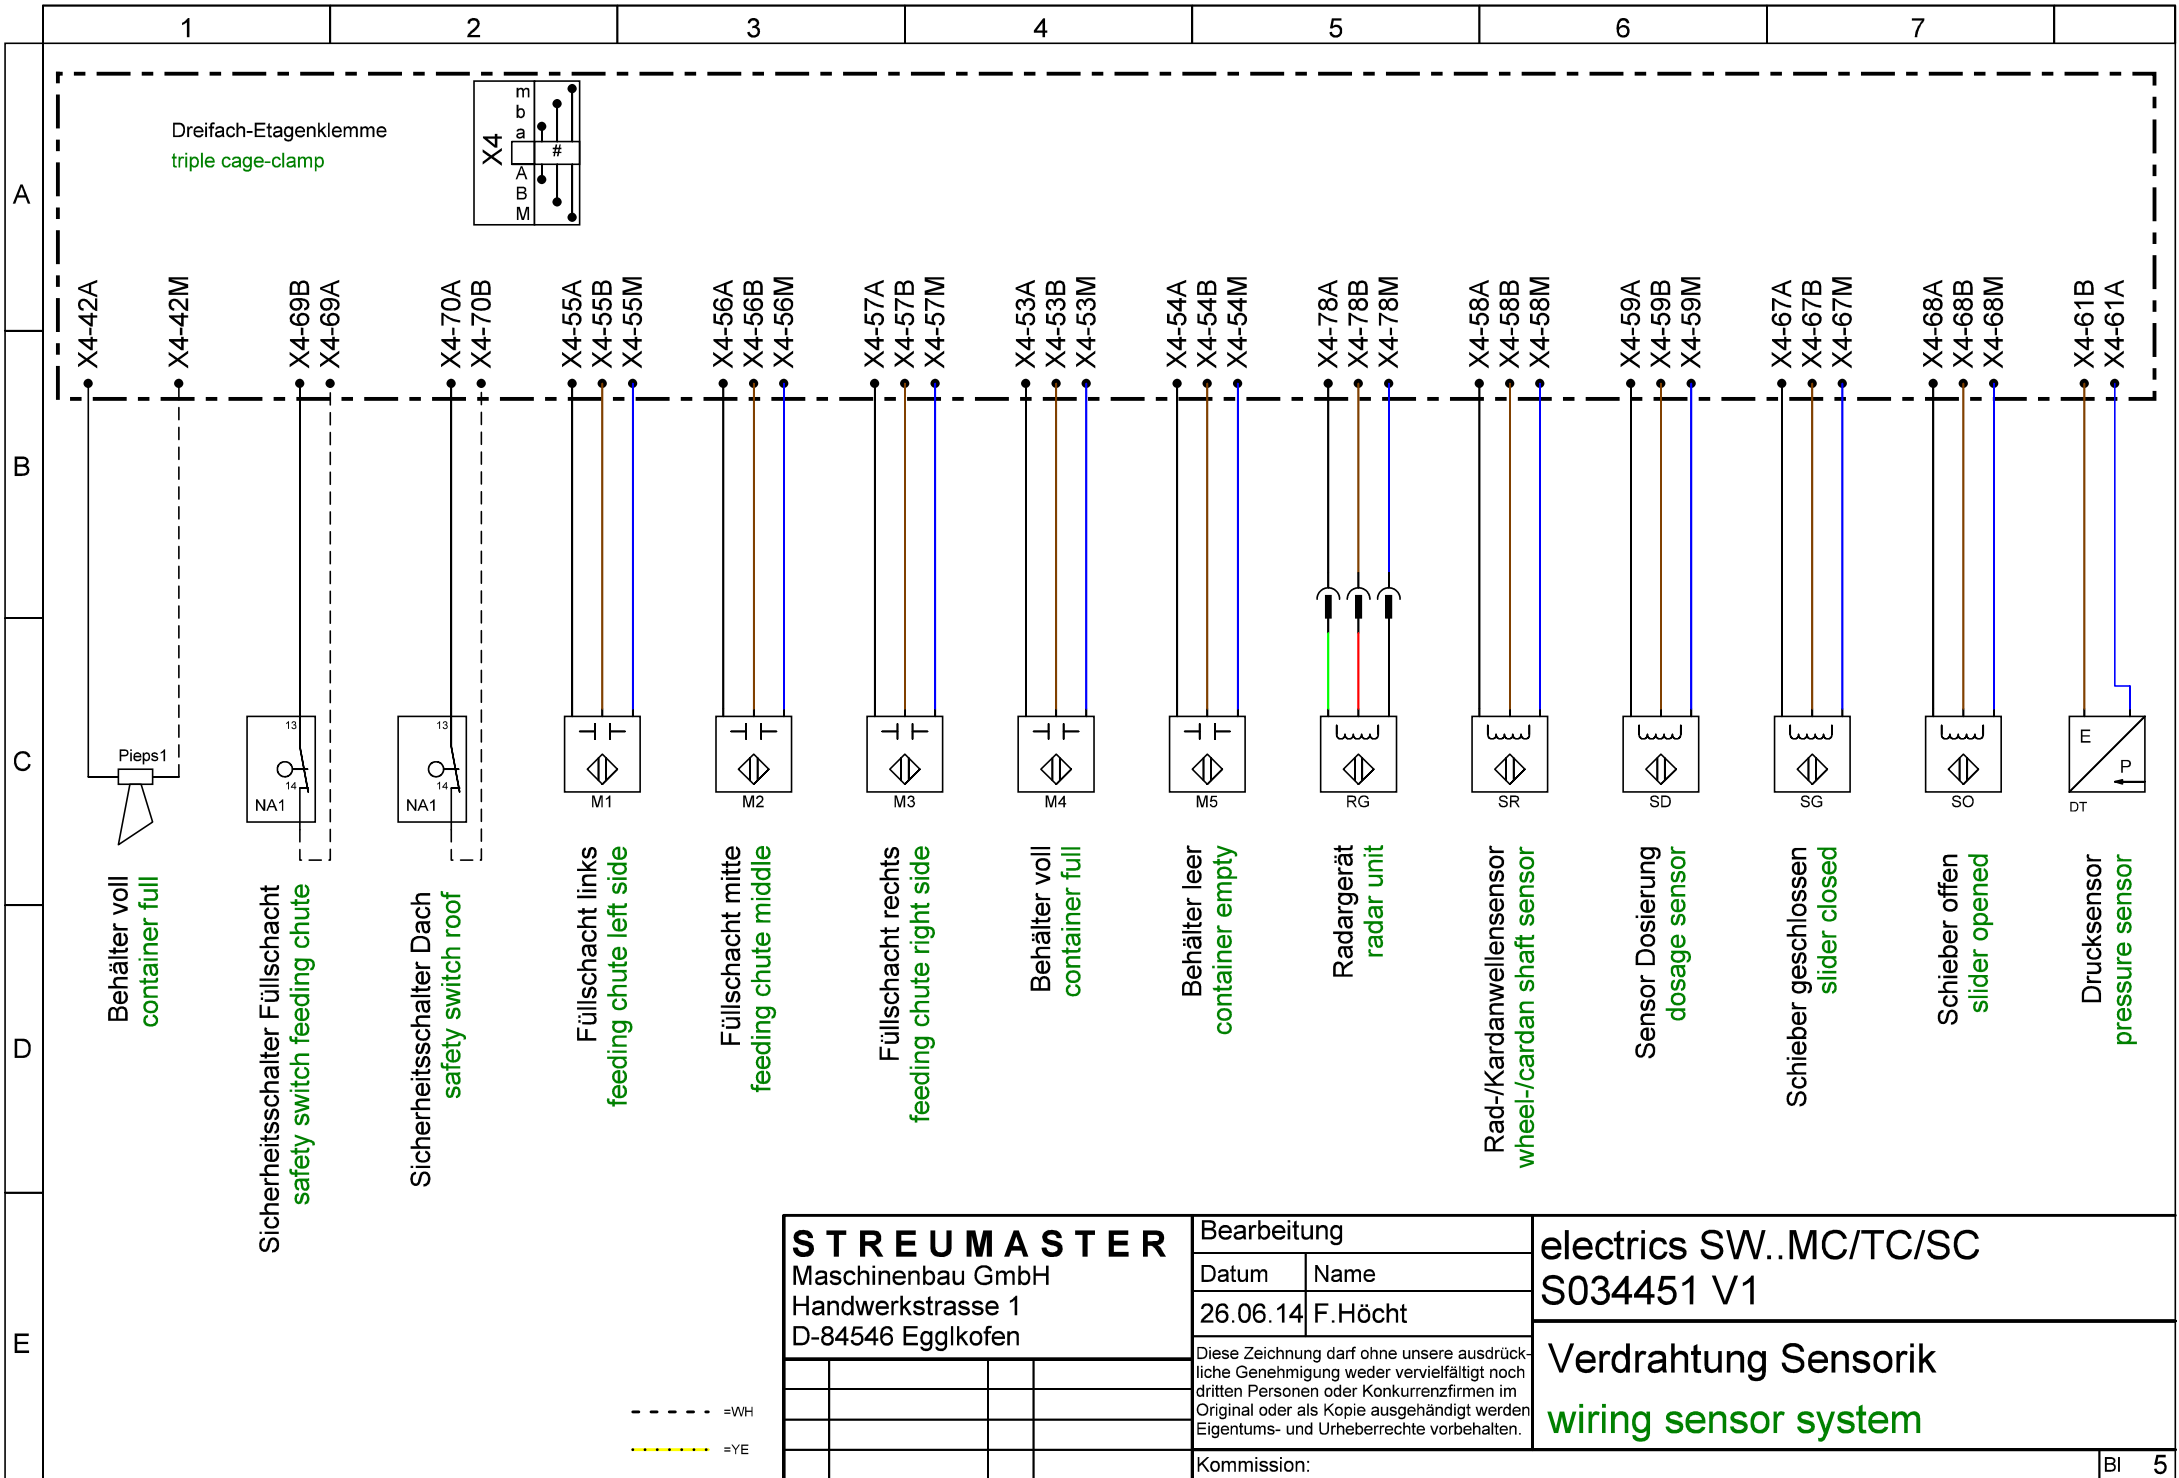 1 2 3 4 5 6 7
A
B
C
D
E
Dreifach-Etagenklemme
triple cage-clamp
X4
m
b
a
#
A
B
M
X4-42A
X4-42M
X4-69B
X4-69A
X4-70A
X4-70B
X4-55A
X4-55B
X4-55M
X4-56A
X4-56B
X4-56M
X4-57A
X4-57B
X4-57M
X4-53A
X4-53B
X4-53M
X4-54A
X4-54B
X4-54M
X4-78A
X4-78B
X4-78M
X4-58A
X4-58B
X4-58M
X4-59A
X4-59B
X4-59M
X4-67A
X4-67B
X4-67M
X4-68A
X4-68B
X4-68M
X4-61B
X4-61A
Pieps1
13
14
NA1
13
14
NA1
M1
M2
M3
M4
M5
RG
SR
SD
SG
SO
E
P
DT
Behälter voll
container full
Sicherheitsschalter Füllschacht
safety switch feeding chute
Sicherheitsschalter Dach
safety switch roof
Füllschacht links
feeding chute left side
Füllschacht mitte
feeding chute middle
Füllschacht rechts
feeding chute right side
Behälter voll
container full
Behälter leer
container empty
Radargerät
radar unit
Rad-/Kardanwellensensor
wheel-/cardan shaft sensor
Sensor Dosierung
dosage sensor
Schieber geschlossen
slider closed
Schieber offen
slider opened
Drucksensor
pressure sensor
=WH
=YE
STREUMASTER
Maschinenbau GmbH
Handwerkstrasse 1
D-84546 Egglkofen
Bearbeitung
Datum Name
26.06.14 F.Höcht
Diese Zeichnung darf ohne unsere ausdrück-
liche Genehmigung weder vervielfältigt noch
dritten Personen oder Konkurrenzfirmen im
Original oder als Kopie ausgehändigt werden
Eigentums- und Urheberrechte vorbehalten.
electrics SW..MC/TC/SC
S034451 V1
Verdrahtung Sensorik
wiring sensor system
Kommission:
Bl 5